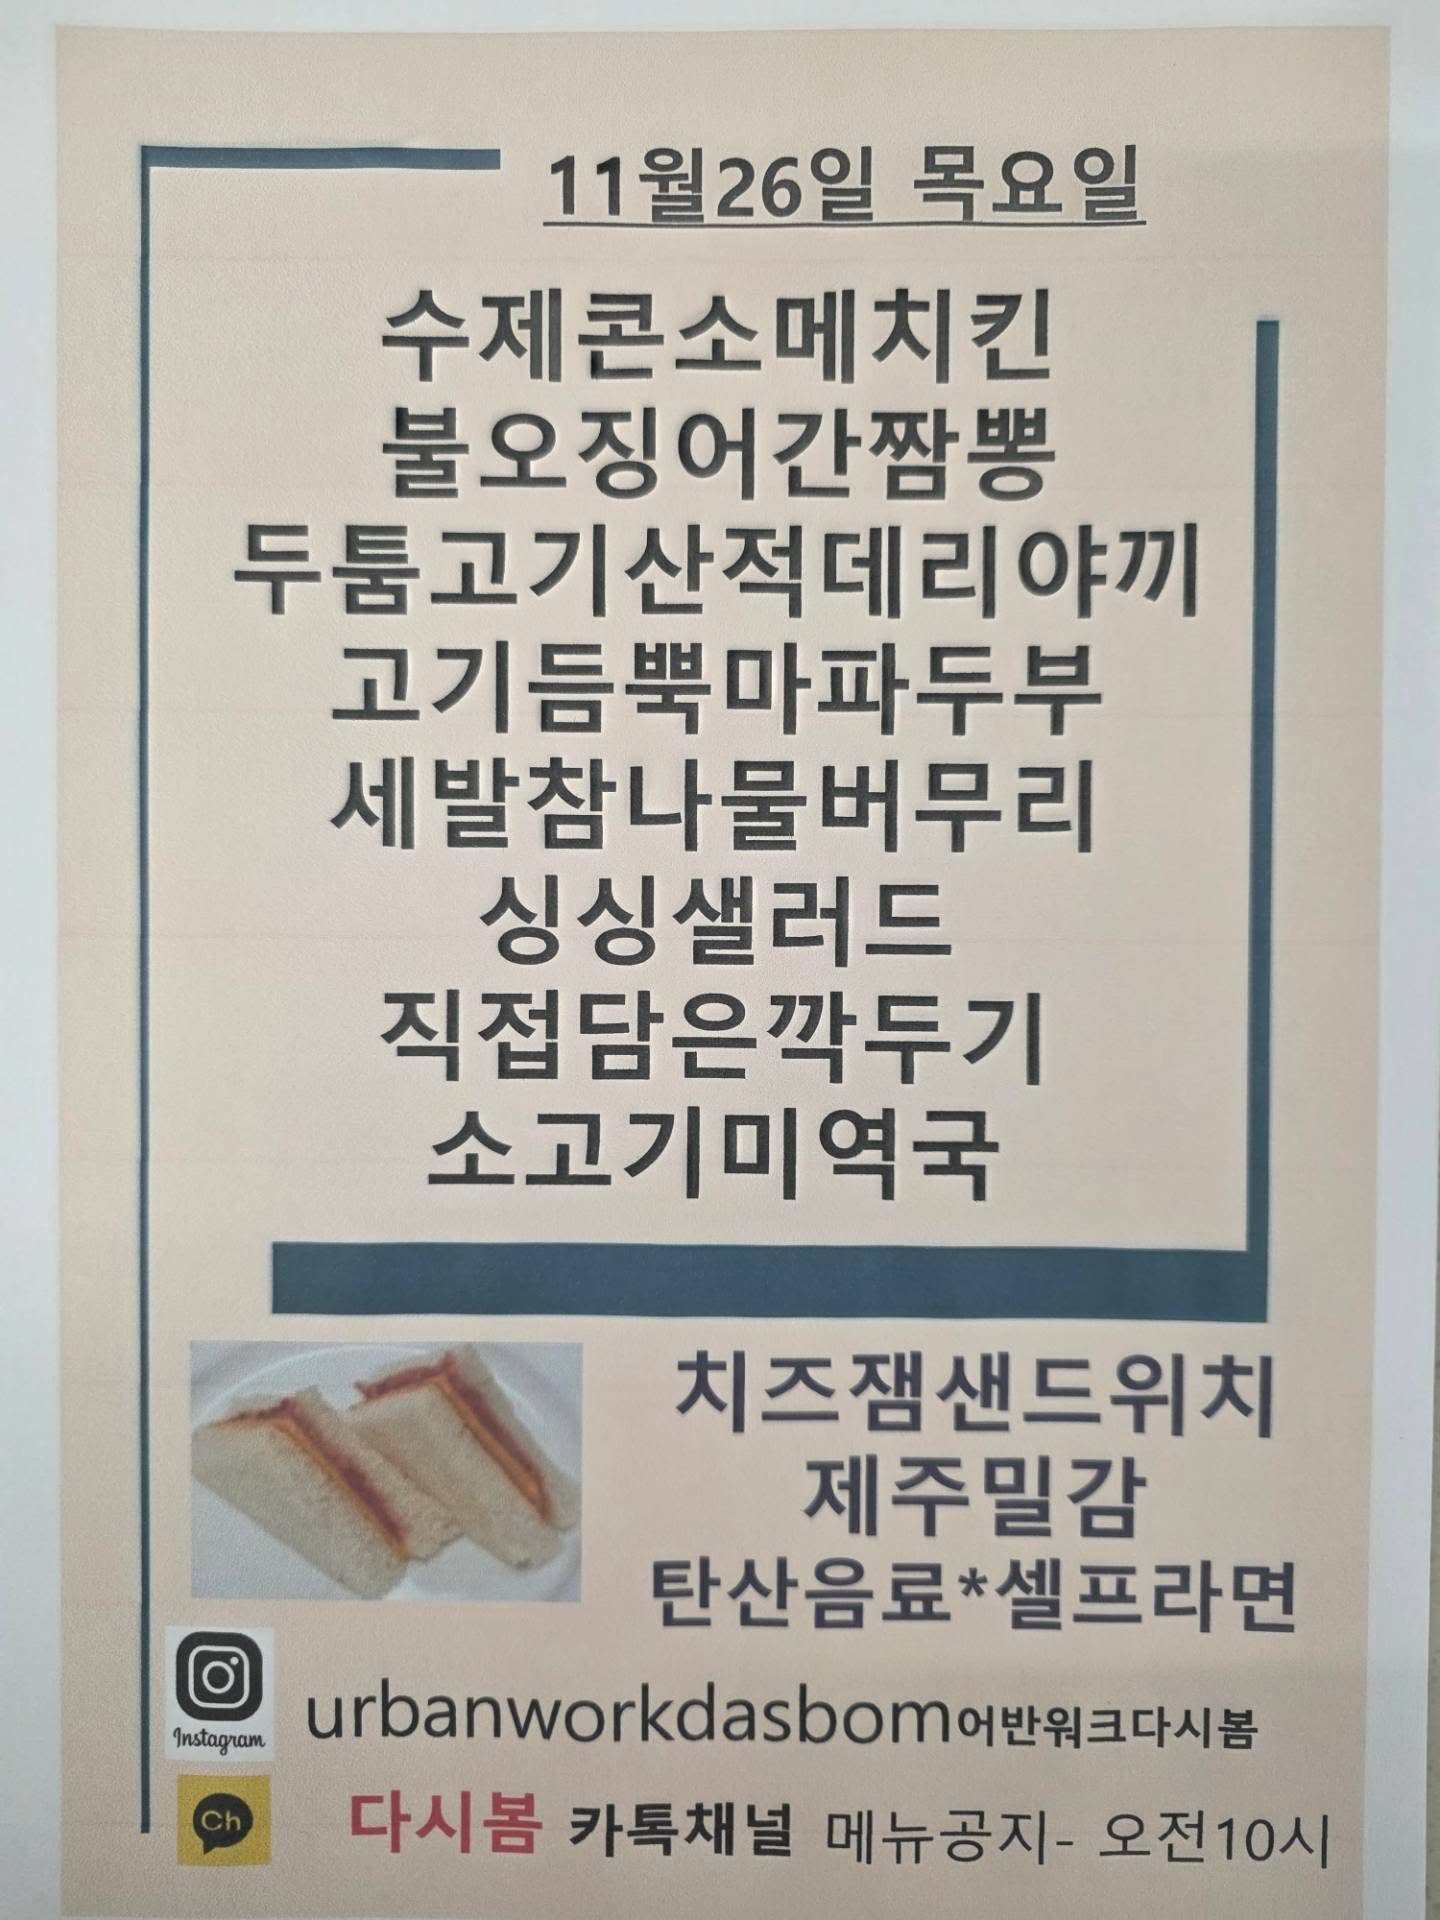 11월26일 목요일
수제콘소메치킨
불오징어간짬뽕
두툼고기산적데리야끼
고기듬뿍마파두부
세발참나물버무리
싱싱샐러드
직접담은깍두기
소고기미역국
치즈잼샌드위치
제주밀감
탄산음료*셀프라면
Instagram
urbanworkdasbom어반워크다시봄
Ch
다시봄 카톡채널 메뉴공지- 오전10시